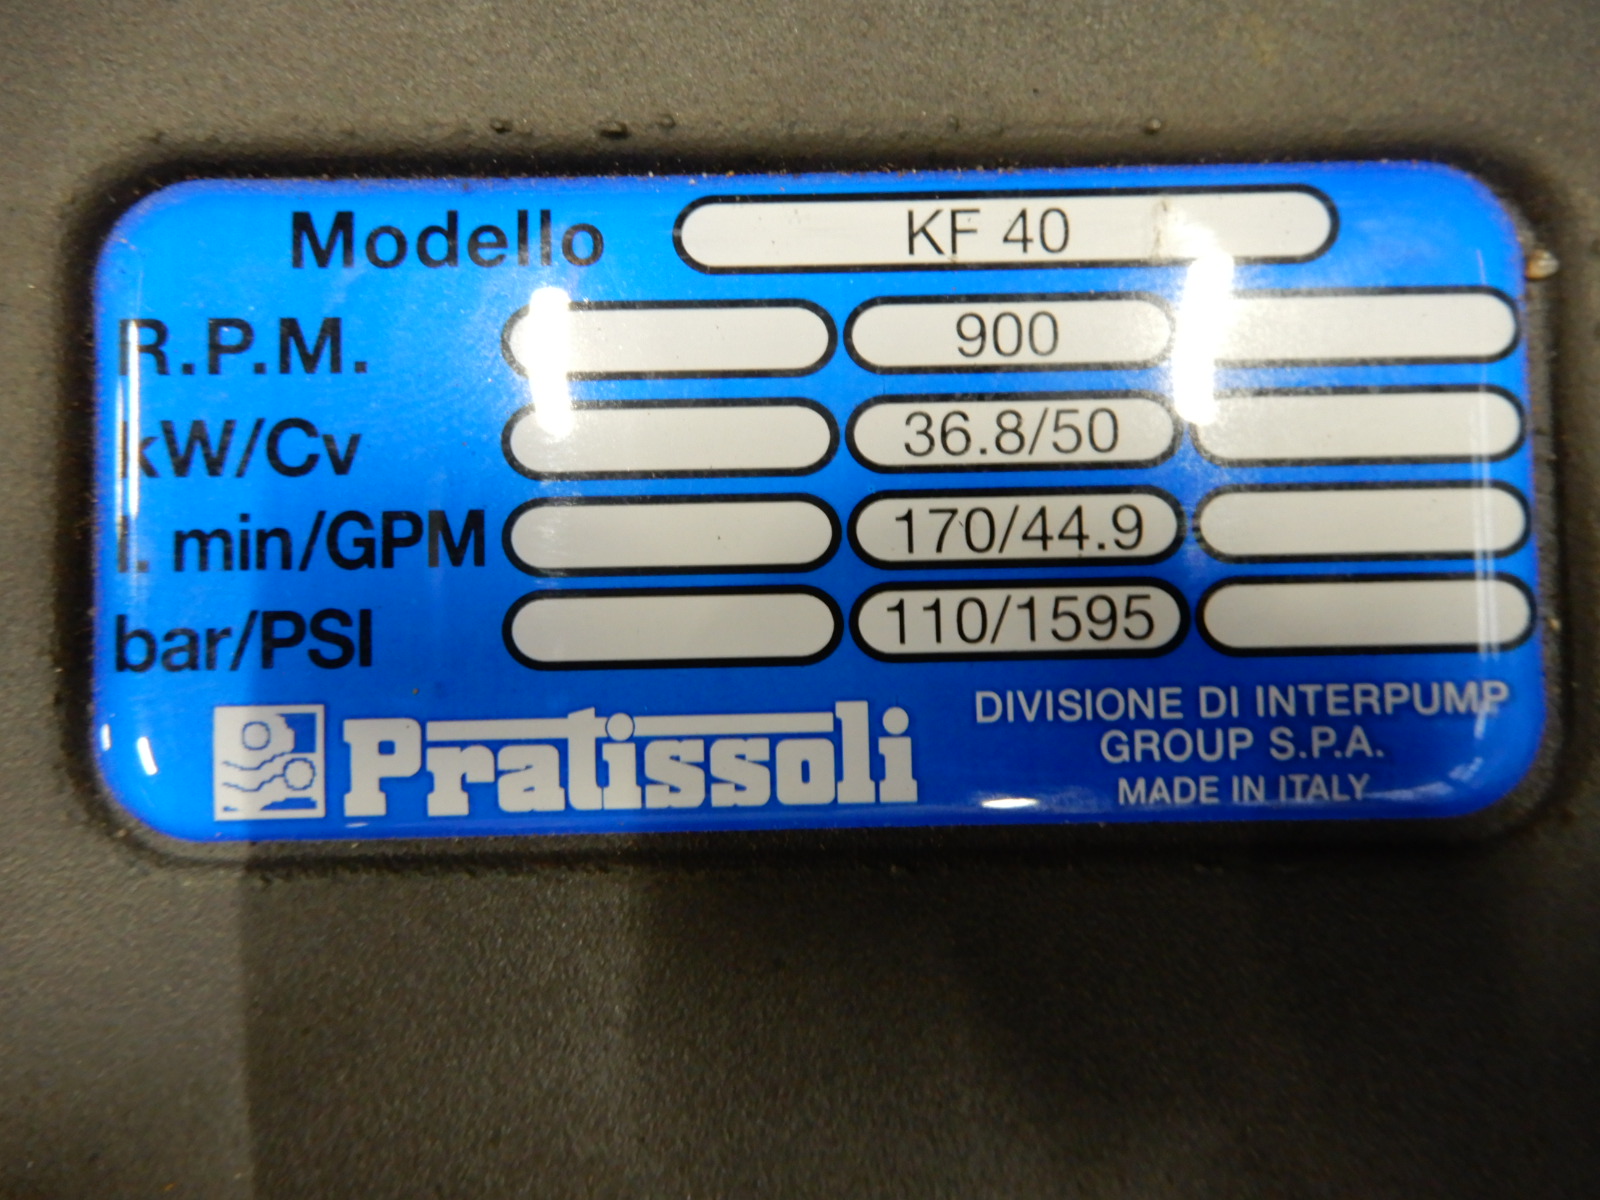 Modello KF 40
R.P.M. 900
kW/Cv 36.8/50
l. min/GPM 170/44.9
bar/PSI 110/1595
Pratissoli
DIVISIONE DI INTERPUMP
GROUP S.P.A.
MADE IN ITALY